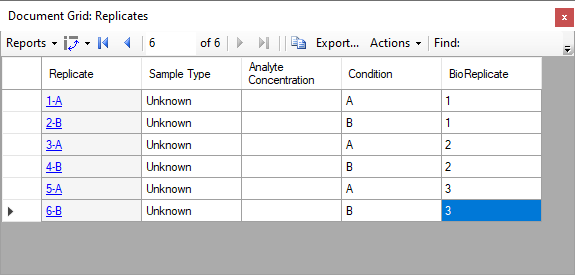 Document Grid: Replicates
Reports 6 of 6 Export... Actions Find:
Replicate Sample Type Analyte Concentration Condition BioReplicate
1-A Unknown A 1
2-B Unknown B 1
3-A Unknown A 2
4-B Unknown B 2
5-A Unknown A 3
6-B Unknown B 3